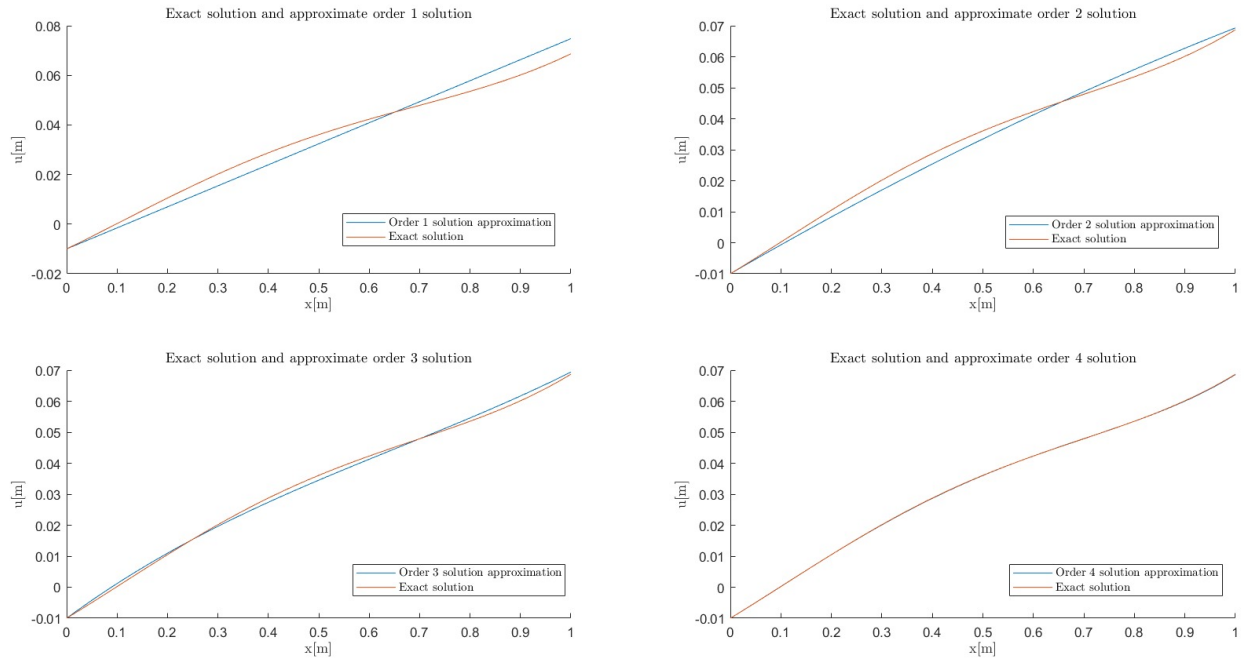 Exact solution and approximate order 1 solution
0.08
0.06
0.04
0.02
0
-0.02
u[m]
0 0.1 0.2 0.3 0.4 0.5 0.6 0.7 0.8 0.9 1
x[m]
Order 1 solution approximation
Exact solution
Exact solution and approximate order 2 solution
0.07
0.06
0.05
0.04
0.03
0.02
0.01
0
-0.01
u[m]
0 0.1 0.2 0.3 0.4 0.5 0.6 0.7 0.8 0.9 1
x[m]
Order 2 solution approximation
Exact solution
Exact solution and approximate order 3 solution
0.07
0.06
0.05
0.04
0.03
0.02
0.01
0
-0.01
u[m]
0 0.1 0.2 0.3 0.4 0.5 0.6 0.7 0.8 0.9 1
x[m]
Order 3 solution approximation
Exact solution
Exact solution and approximate order 4 solution
0.07
0.06
0.05
0.04
0.03
0.02
0.01
0
-0.01
u[m]
0 0.1 0.2 0.3 0.4 0.5 0.6 0.7 0.8 0.9 1
x[m]
Order 4 solution approximation
Exact solution